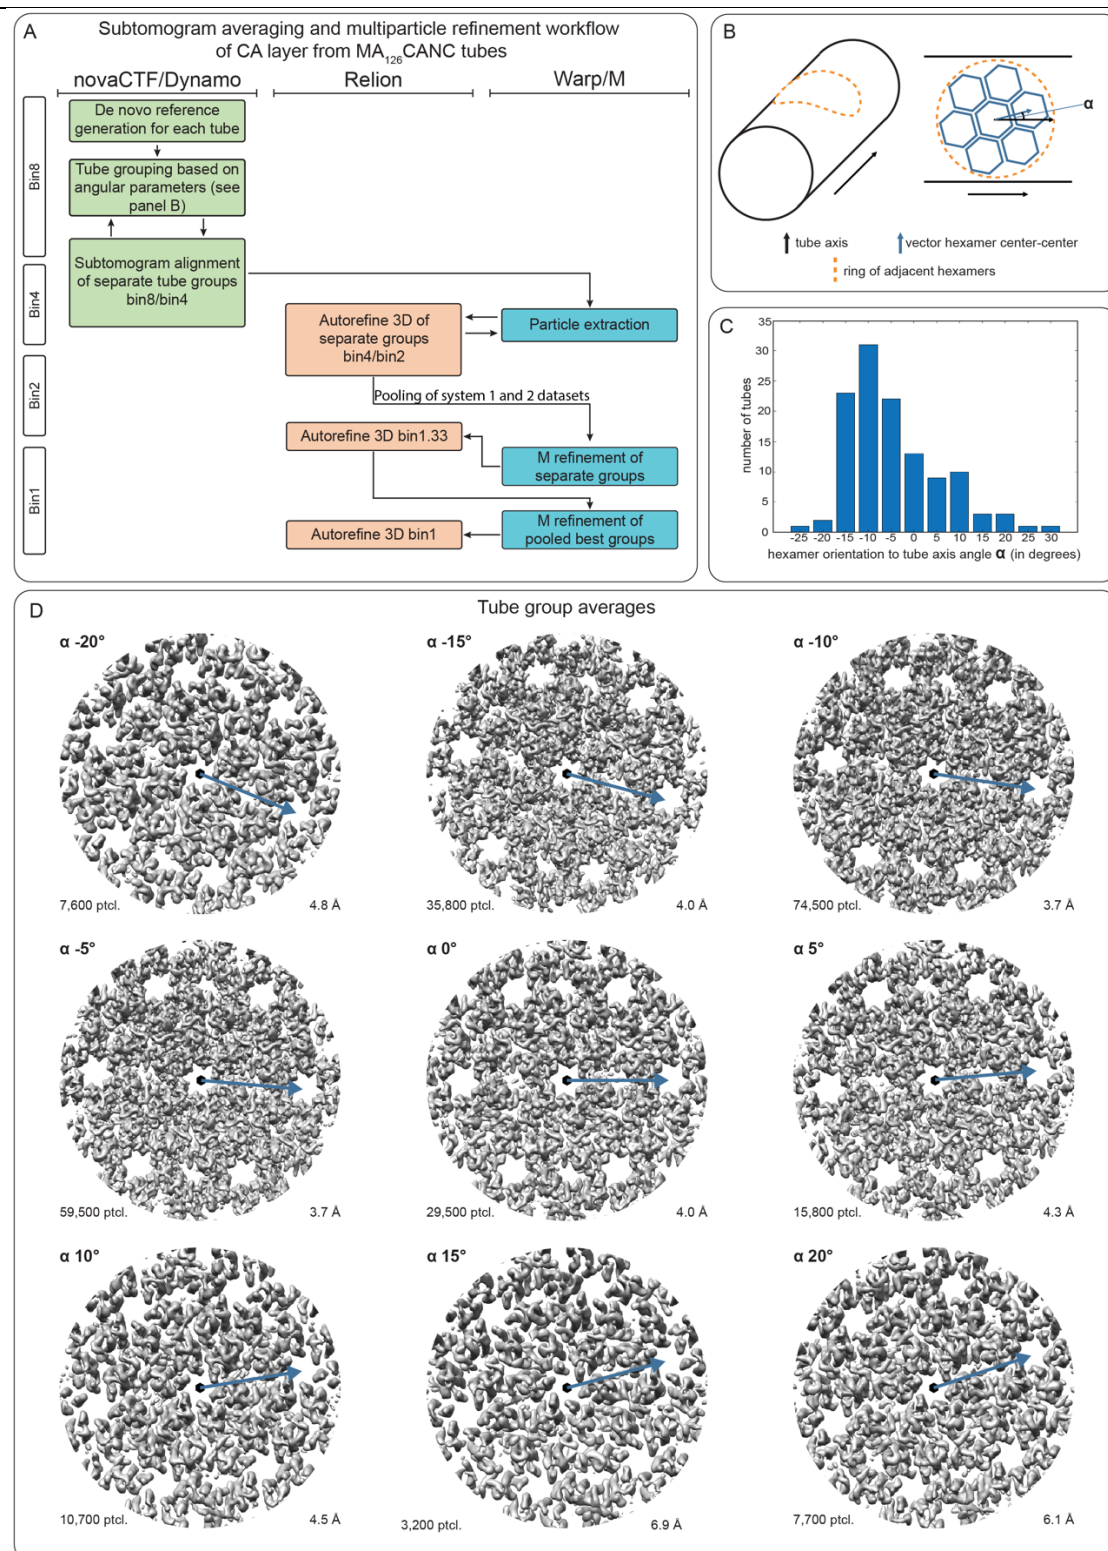 A
Subtomogram averaging and multiparticle refinement workflow
of CA layer from MA126CANC tubes
novaCTF/Dynamo
Relion
Warp/M
Bin8
Bin4
Bin2
Bin1
De novo reference
generation for each tube
Tube grouping based on
angular parameters (see
panel B)
Subtomogram alignment
of separate tube groups
bin8/bin4
Autorefine 3D of
separate groups
bin4/bin2
Particle extraction
Pooling of system 1 and 2 datasets
Autorefine 3D bin1.33
M refinement of
separate groups
Autorefine 3D bin1
M refinement of
pooled best groups
B
α
tube axis
vector hexamer center-center
ring of adjacent hexamers
C
number of tubes
35
30
25
20
15
10
5
0
-25 -20 -15 -10 -5 0 5 10 15 20 25 30
hexamer orientation to tube axis angle α (in degrees)
D
Tube group averages
α -20°
7,600 ptcl.
4.8 Å
α -15°
35,800 ptcl.
4.0 Å
α -10°
74,500 ptcl.
3.7 Å
α -5°
59,500 ptcl.
3.7 Å
α 0°
29,500 ptcl.
4.0 Å
α 5°
15,800 ptcl.
4.3 Å
α 10°
10,700 ptcl.
4.5 Å
α 15°
3,200 ptcl.
6.9 Å
α 20°
7,700 ptcl.
6.1 Å